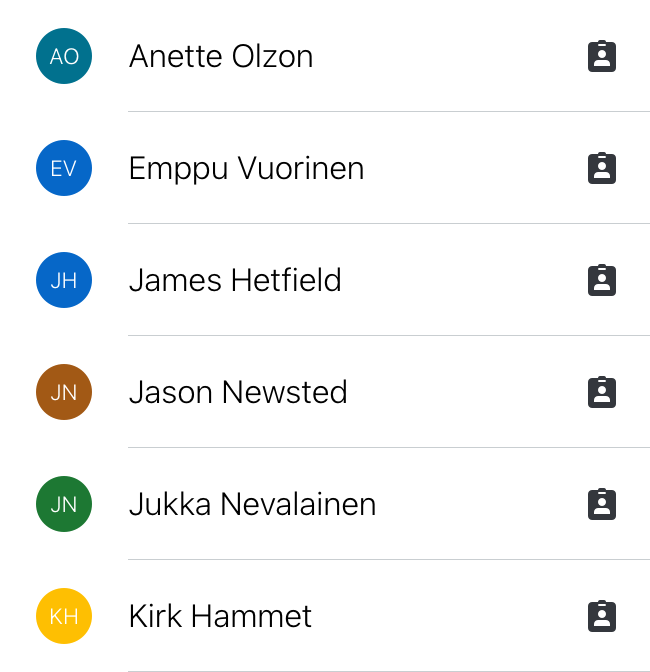 AO Anette Olzon
EV Emppu Vuorinen
JH James Hetfield
JN Jason Newsted
JN Jukka Nevalainen
KH Kirk Hammet